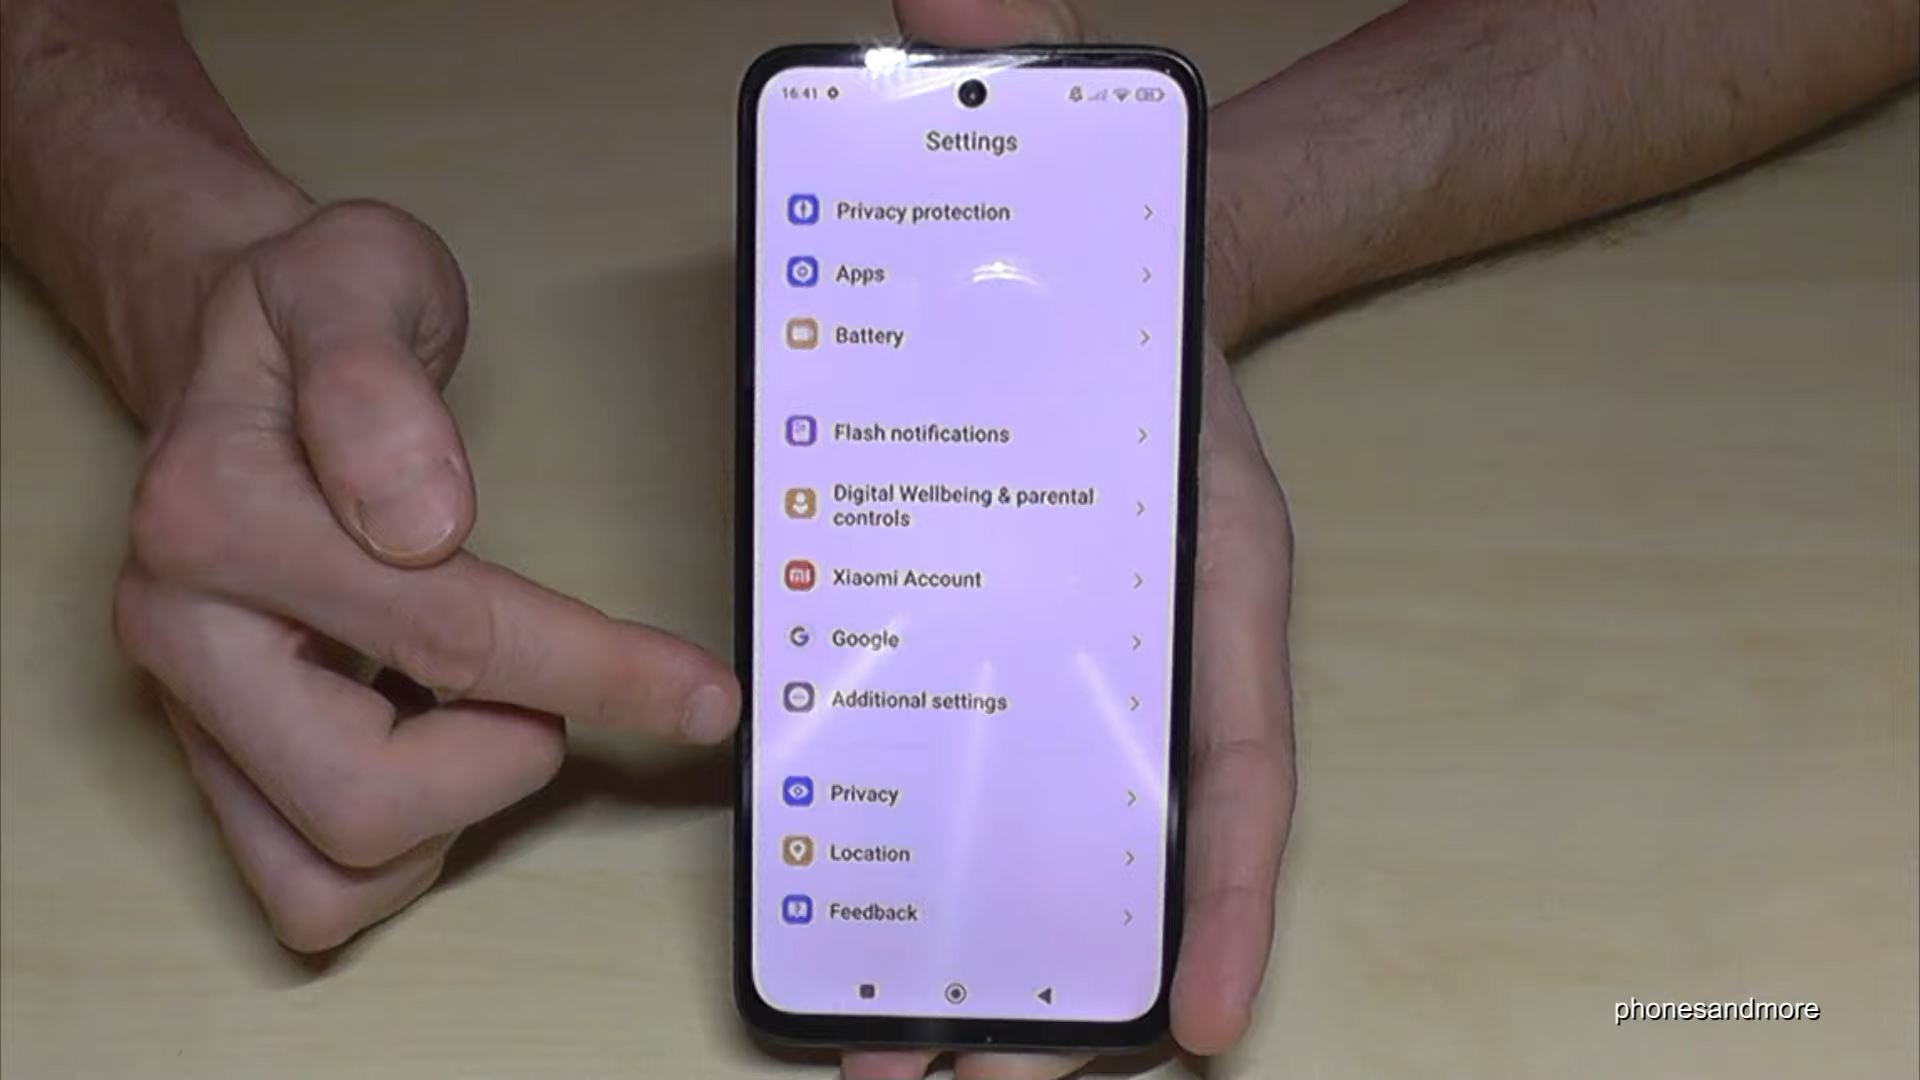 16:41
Settings
Privacy protection
Apps
Battery
Flash notifications
Digital Wellbeing & parental
controls
Xiaomi Account
Google
Additional settings
Privacy
Location
Feedback
phonesandmore